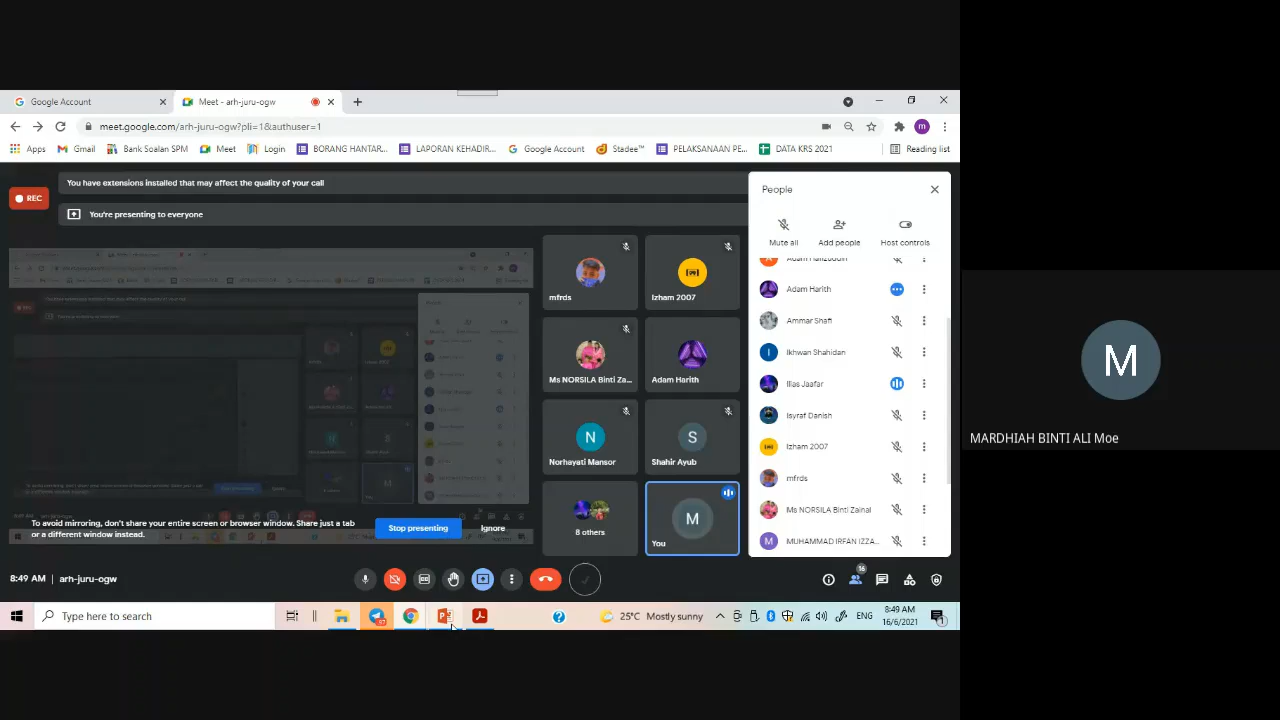 Google Account
Meet - arh-juru-ogw
meet.google.com/arh-juru-ogw?pli=1&authuser=1
Apps
Gmail
Bank Soalan SPM
Meet
Login
BORANG HANTAR...
LAPORAN KEHADIR...
Google Account
Stadee™
PELAKSANAAN PE...
DATA KRS 2021
Reading list
You have extensions installed that may affect the quality of your call
REC
You're presenting to everyone
People
Mute all
Add people
Host controls
Adam Harith
Ammar Shafi
I
Ikhwan Shahidan
Ilias Jaafar
Isyraf Danish
Izham 2007
mfrds
Ms NORSILA Binti Zainal
M
MUHAMMAD IRFAN IZZA...
mfrds
Izham 2007
Ms NORSILA Binti Za...
Adam Harith
N
Norhayati Mansor
S
Shahir Ayub
8 others
M
You
To avoid mirroring, don't share your entire screen or browser window. Share just a tab
or a different window instead.
Stop presenting
Ignore
8:49 AM | arh-juru-ogw
16
Type here to search
25°C Mostly sunny
ENG
8:49 AM
16/6/2021
M
MARDHIAH BINTI ALI Moe